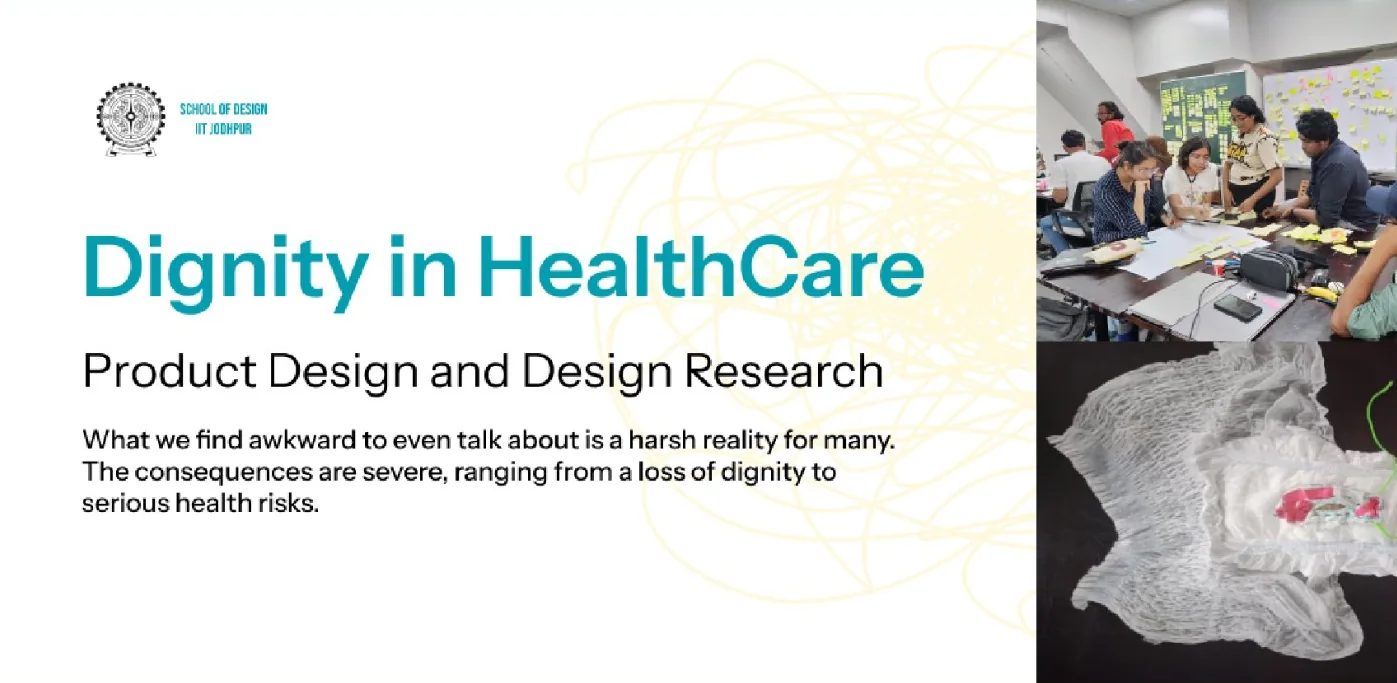 SCHOOL OF DESIGN
IIT JODHPUR
Dignity in HealthCare
Product Design and Design Research
What we find awkward to even talk about is a harsh reality for many.
The consequences are severe, ranging from a loss of dignity to
serious health risks.